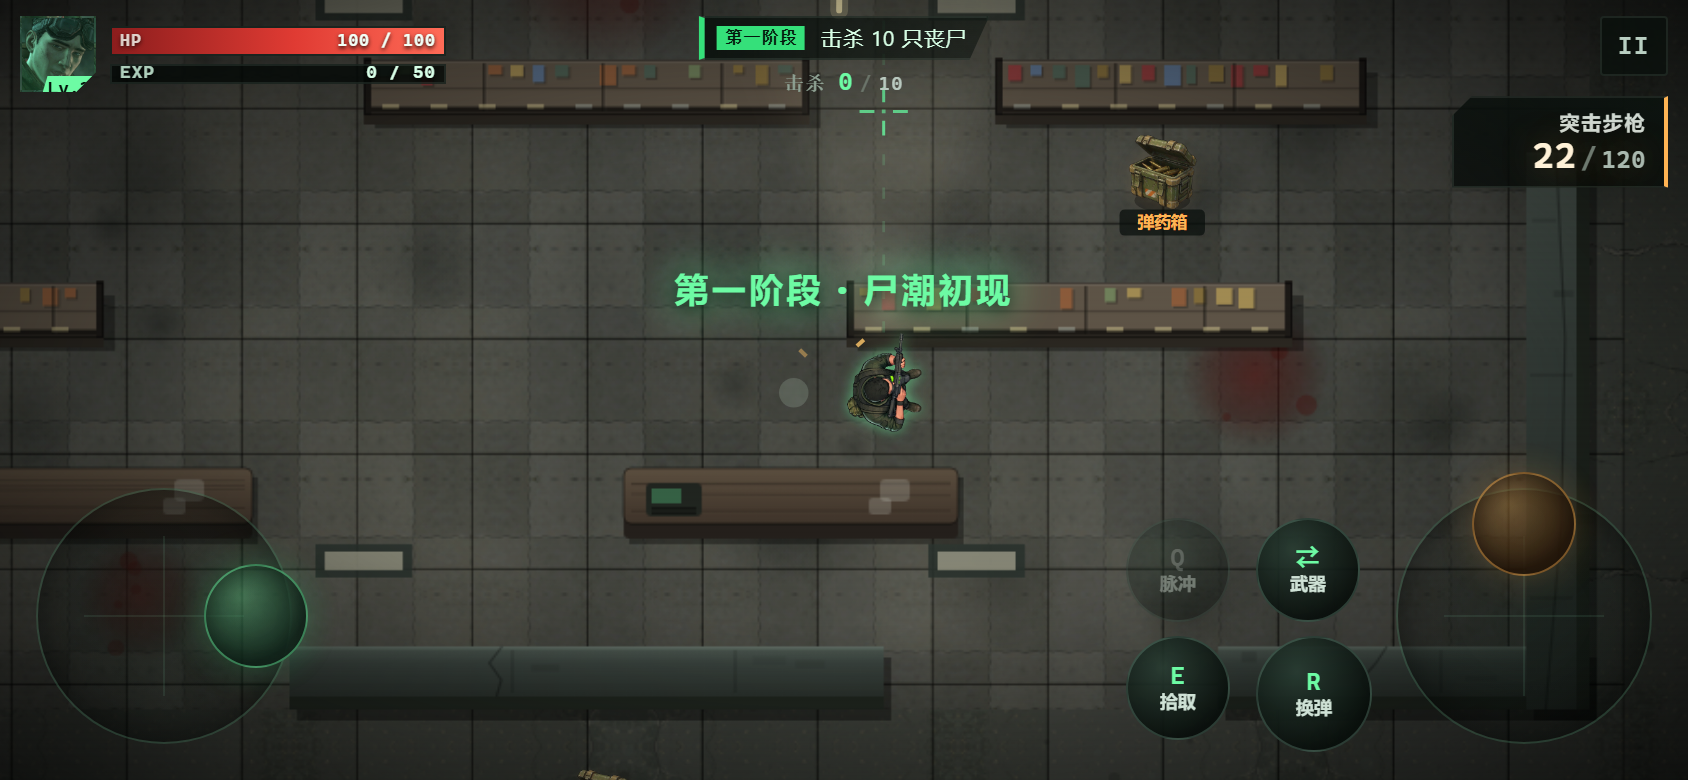 HP 100 / 100
EXP 0 / 50
第一阶段 击杀 10 只丧尸
击杀 0 / 10
II
突击步枪
22 / 120
弹药箱
第一阶段 · 尸潮初现
Q
脉冲
武器
E
拾取
R
换弹